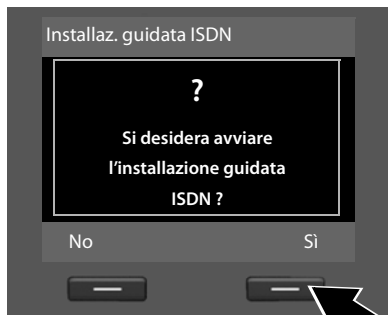 Installaz. guidata ISDN
?
Si desidera avviare
l’installazione guidata
ISDN ?
No Sì